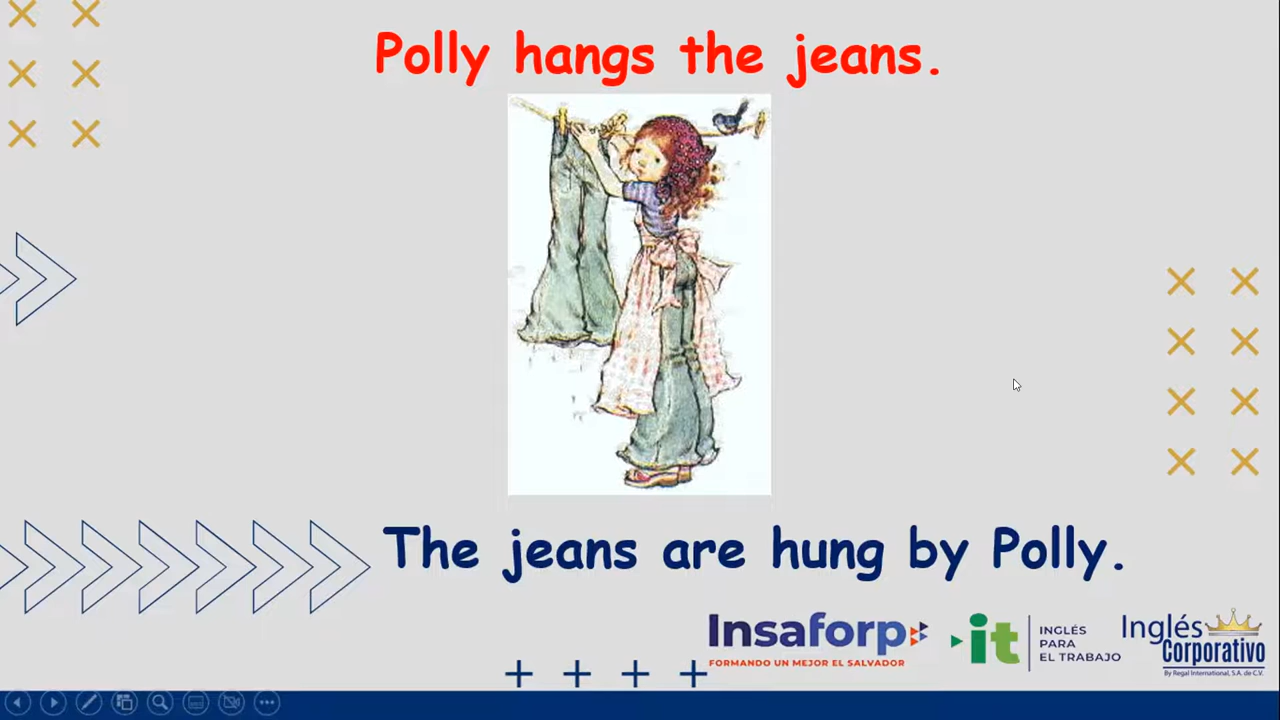 Polly hangs the jeans.
The jeans are hung by Polly.
Insaforp
FORMANDO UN MEJOR EL SALVADOR
it
INGLÉS
PARA
EL TRABAJO
Inglés
Corporativo
By Regal International, S.A. de C.V.